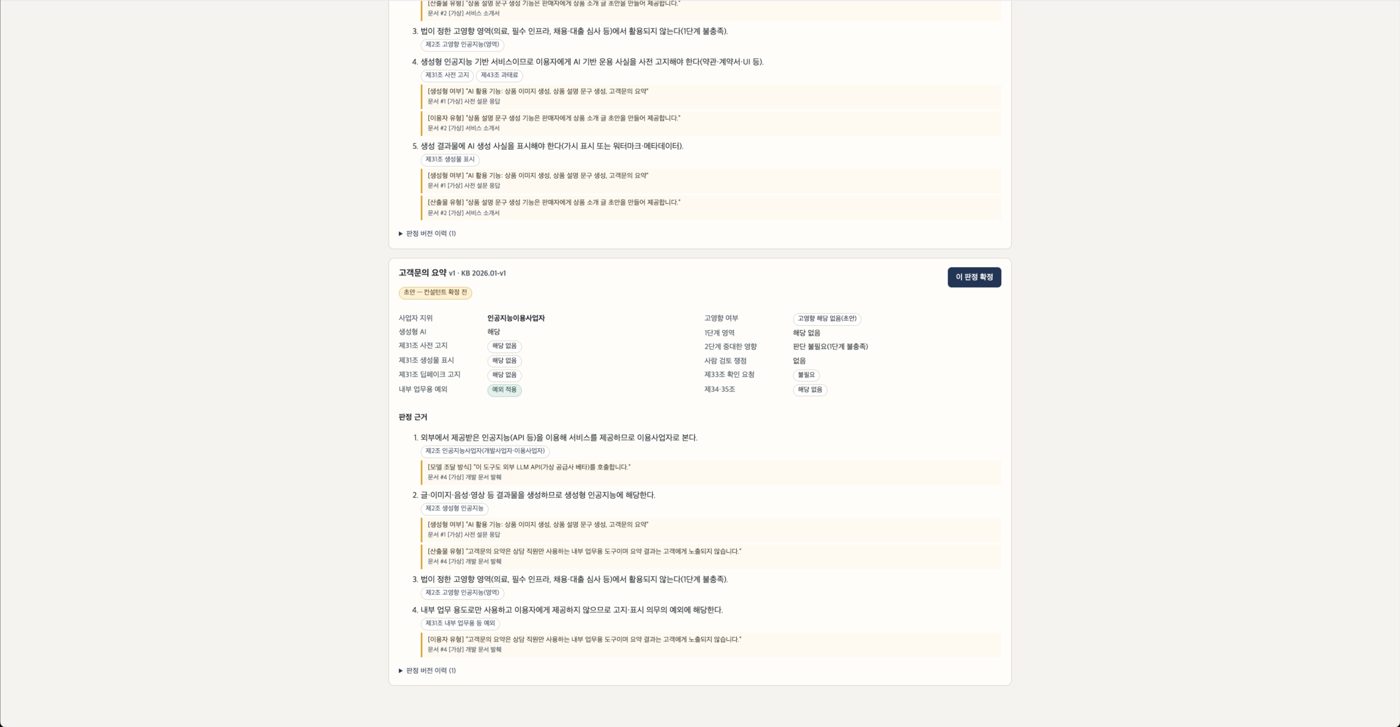 [산출물 유형] "상품 설명 문구 생성 기능은 판매자에게 상품 소개 글 초안을 만들어 제공합니다."
문서 #2 [가상] 서비스 소개서
3. 법이 정한 고영향 영역(의료, 필수 인프라, 채용·대출 심사 등)에서 활용되지 않는다(1단계 불충족).
제2조 고영향 인공지능(영역)
4. 생성형 인공지능 기반 서비스이므로 이용자에게 AI 기반 운용 사실을 사전 고지해야 한다(약관·계약서·UI 등).
제31조 사전 고지 제43조 과태료
[생성형 여부] "AI 활용 기능: 상품 이미지 생성, 상품 설명 문구 생성, 고객문의 요약"
문서 #1 [가상] 사전 설문 응답
[이용자 유형] "상품 설명 문구 생성 기능은 판매자에게 상품 소개 글 초안을 만들어 제공합니다."
문서 #2 [가상] 서비스 소개서
5. 생성 결과물에 AI 생성 사실을 표시해야 한다(가시 표시 또는 워터마크·메타데이터).
제31조 생성물 표시
[생성형 여부] "AI 활용 기능: 상품 이미지 생성, 상품 설명 문구 생성, 고객문의 요약"
문서 #1 [가상] 사전 설문 응답
[산출물 유형] "상품 설명 문구 생성 기능은 판매자에게 상품 소개 글 초안을 만들어 제공합니다."
문서 #2 [가상] 서비스 소개서
▶ 판정 버전 이력 (1)
고객문의 요약 v1 · KB 2026.01-v1
이 판정 확정
초안 — 컨설턴트 확정 전
사업자 지위 인공지능이용사업자
생성형 AI 해당
제31조 사전 고지 해당 없음
제31조 생성물 표시 해당 없음
제31조 딥페이크 고지 해당 없음
내부 업무용 예외 예외 적용
고영향 여부 고영향 해당 없음(초안)
1단계 영역 해당 없음
2단계 중대한 영향 판단 불필요(1단계 불충족)
사람 검토 쟁점 없음
제33조 확인 요청 불필요
제34·35조 해당 없음
판정 근거
1. 외부에서 제공받은 인공지능(API 등)을 이용해 서비스를 제공하므로 이용사업자로 본다.
제2조 인공지능사업자(개발사업자·이용사업자)
[모델 조달 방식] "이 도구도 외부 LLM API(가상 공급사 베타)를 호출합니다."
문서 #4 [가상] 개발 문서 발췌
2. 글·이미지·음성·영상 등 결과물을 생성하므로 생성형 인공지능에 해당한다.
제2조 생성형 인공지능
[생성형 여부] "AI 활용 기능: 상품 이미지 생성, 상품 설명 문구 생성, 고객문의 요약"
문서 #1 [가상] 사전 설문 응답
[산출물 유형] "고객문의 요약은 상담 직원만 사용하는 내부 업무용 도구이며 요약 결과는 고객에게 노출되지 않습니다."
문서 #4 [가상] 개발 문서 발췌
3. 법이 정한 고영향 영역(의료, 필수 인프라, 채용·대출 심사 등)에서 활용되지 않는다(1단계 불충족).
제2조 고영향 인공지능(영역)
4. 내부 업무 용도로만 사용하고 이용자에게 제공하지 않으므로 고지·표시 의무의 예외에 해당한다.
제31조 내부 업무용 등 예외
[이용자 유형] "고객문의 요약은 상담 직원만 사용하는 내부 업무용 도구이며 요약 결과는 고객에게 노출되지 않습니다."
문서 #4 [가상] 개발 문서 발췌
▶ 판정 버전 이력 (1)